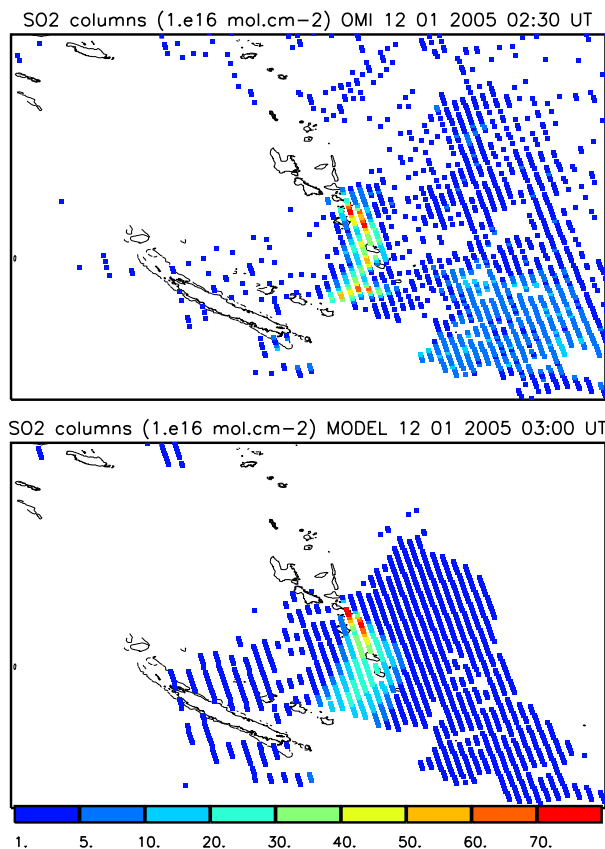 SO2 columns (1.e16 mol.cm−2) OMI 12 01 2005 02:30 UT
SO2 columns (1.e16 mol.cm−2) MODEL 12 01 2005 03:00 UT
1. 5. 10. 20. 30. 40. 50. 60. 70.